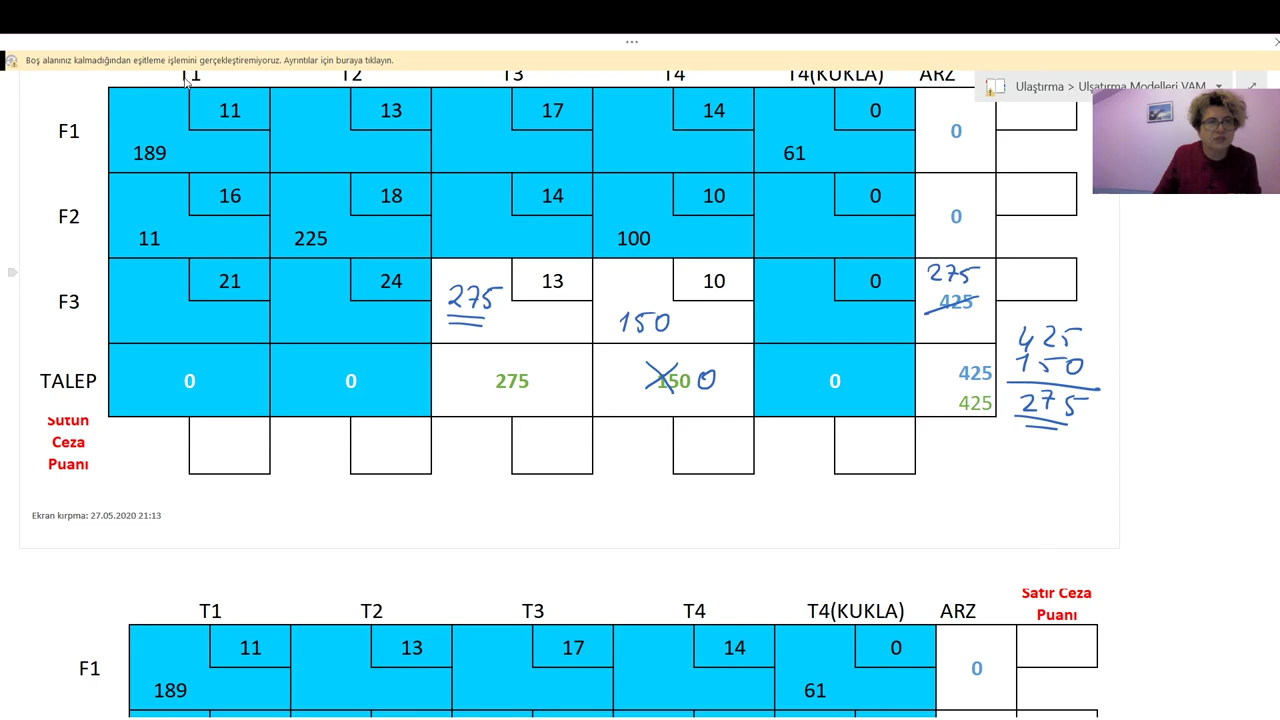 ...
Boş alanınız kalmadığından eşitleme işlemini gerçekleştiremiyoruz. Ayrıntılar için buraya tıklayın.
T1 T2 T3 T4 T4(KUKLA) ARZ
Ulaştırma > Ulşatırma Modelleri VAM
F1 11 13 17 14 0 0
189 61
F2 16 18 14 10 0 0
11 225 100
F3 21 24 275 13 150 10 0 275
425
TALEP 0 0 275 150 0 0 425
425
425
150
275
Sütun
Ceza
Puanı
Ekran kırpma: 27.05.2020 21:13
Satır Ceza
Puanı
T1 T2 T3 T4 T4(KUKLA) ARZ
F1 11 13 17 14 0 0
189 61